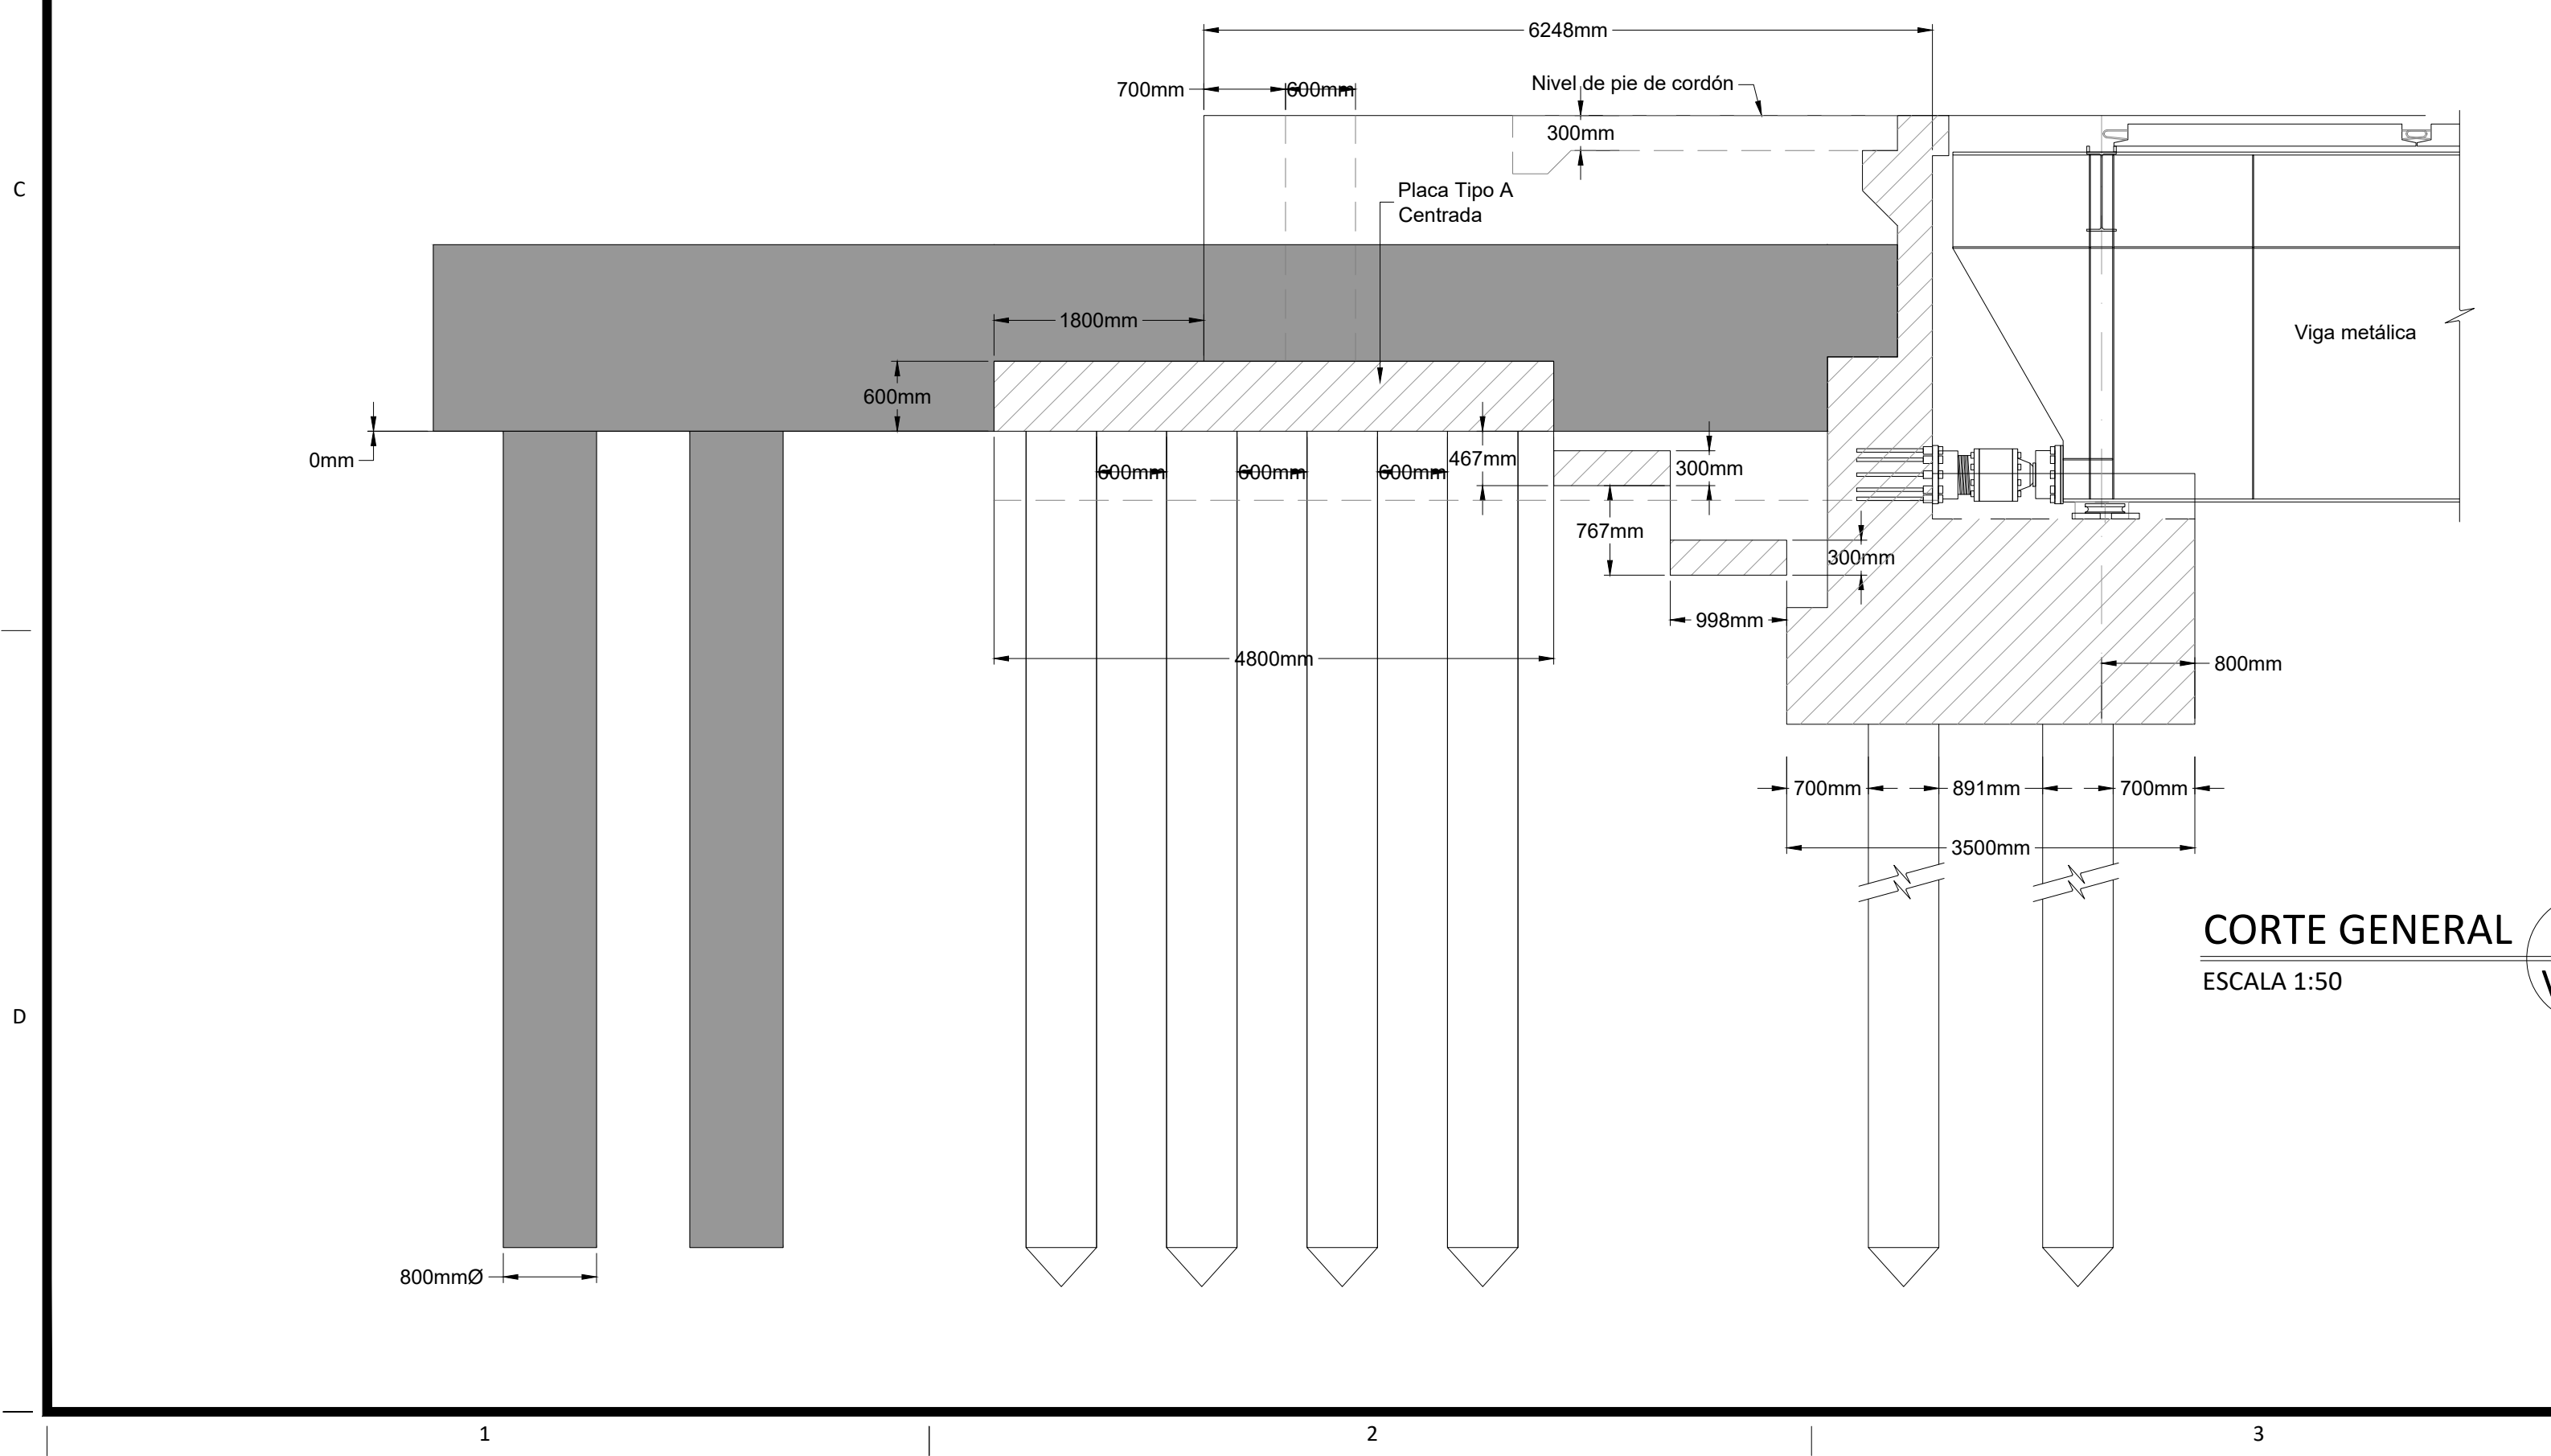 6248mm
700mm
600mm
Nivel de pie de cordón
300mm
C
Placa Tipo A
Centrada
1800mm
Viga metálica
600mm
0mm
600mm
600mm
600mm
467mm
300mm
767mm
300mm
998mm
4800mm
800mm
700mm
891mm
700mm
3500mm
CORTE GENERAL
ESCALA 1:50
D
800mmØ
1
2
3